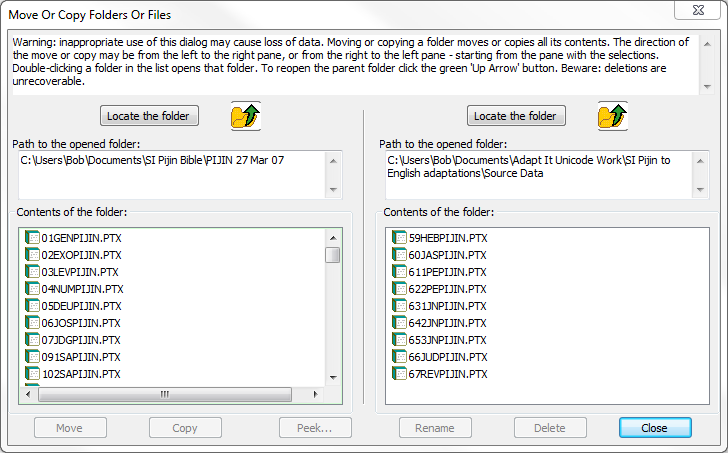 Move Or Copy Folders Or Files
Warning: inappropriate use of this dialog may cause loss of data. Moving or copying a folder moves or copies all its contents. The direction of
the move or copy may be from the left to the right pane, or from the right to the left pane - starting from the pane with the selections.
Double-clicking a folder in the list opens that folder. To reopen the parent folder click the green 'Up Arrow' button. Beware: deletions are
unrecoverable.
Locate the folder
Path to the opened folder:
C:\Users\Bob\Documents\SI Pijin Bible\PIJIN 27 Mar 07
Contents of the folder:
01GENPIJIN.PTX
02EXOPIJIN.PTX
03LEVPIJIN.PTX
04NUMPIJIN.PTX
05DEUPIJIN.PTX
06JOSPIJIN.PTX
07JDGPIJIN.PTX
091SAPIJIN.PTX
102SAPIJIN.PTX
Locate the folder
Path to the opened folder:
C:\Users\Bob\Documents\Adapt It Unicode Work\SI Pijin to
English adaptations\Source Data
Contents of the folder:
59HEBPIJIN.PTX
60JASPIJIN.PTX
611PEPIJIN.PTX
622PEPIJIN.PTX
631JNPIJIN.PTX
642JNPIJIN.PTX
653JNPIJIN.PTX
66JUDPIJIN.PTX
67REVPIJIN.PTX
Move Copy Peek... Rename Delete Close